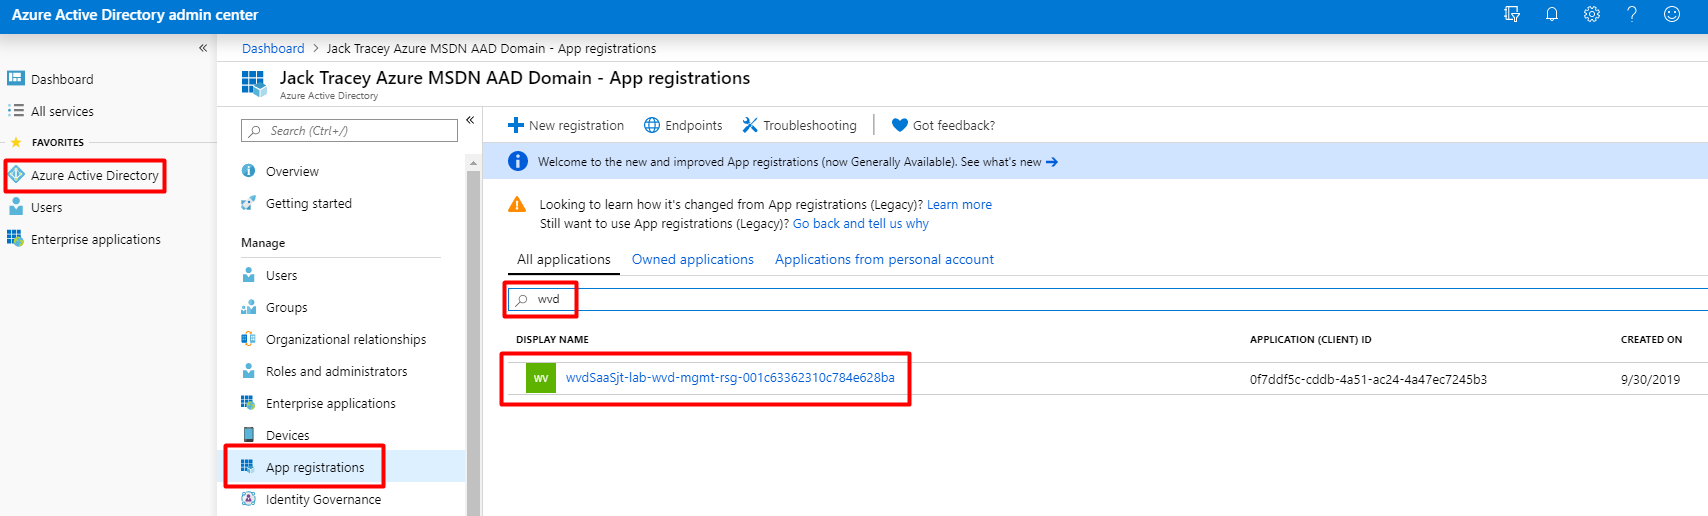 Azure Active Directory admin center
Dashboard
All services
FAVORITES
Azure Active Directory
Users
Enterprise applications
Dashboard > Jack Tracey Azure MSDN AAD Domain - App registrations
Jack Tracey Azure MSDN AAD Domain - App registrations
Azure Active Directory
Search (Ctrl+/)
Overview
Getting started
Manage
Users
Groups
Organizational relationships
Roles and administrators
Enterprise applications
Devices
App registrations
Identity Governance
New registration Endpoints Troubleshooting Got feedback?
Welcome to the new and improved App registrations (now Generally Available). See what's new →
Looking to learn how it's changed from App registrations (Legacy)? Learn more
Still want to use App registrations (Legacy)? Go back and tell us why
All applications Owned applications Applications from personal account
wvd
DISPLAY NAME APPLICATION (CLIENT) ID CREATED ON
WV wvdSaaSjt-lab-wvd-mgmt-rsg-001c63362310c784e628ba 0f7ddf5c-cddb-4a51-ac24-4a47ec7245b3 9/30/2019